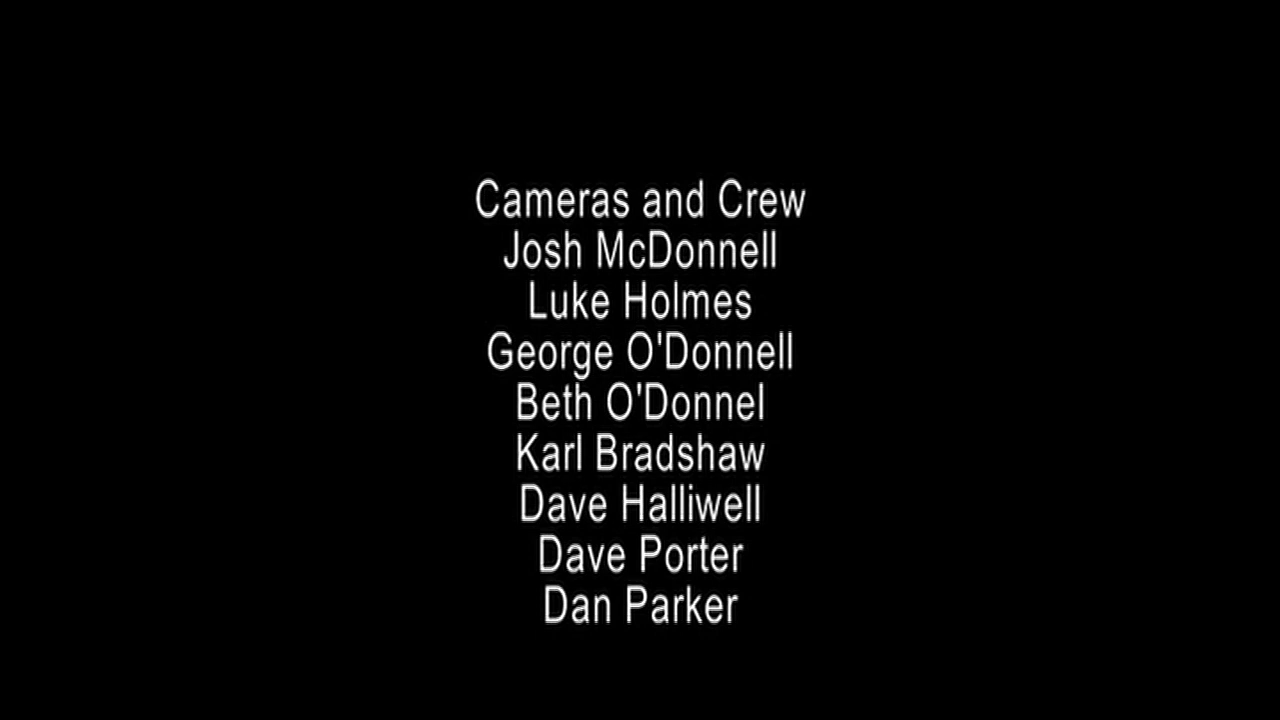 Cameras and Crew
Josh McDonnell
Luke Holmes
George O'Donnell
Beth O'Donnel
Karl Bradshaw
Dave Halliwell
Dave Porter
Dan Parker